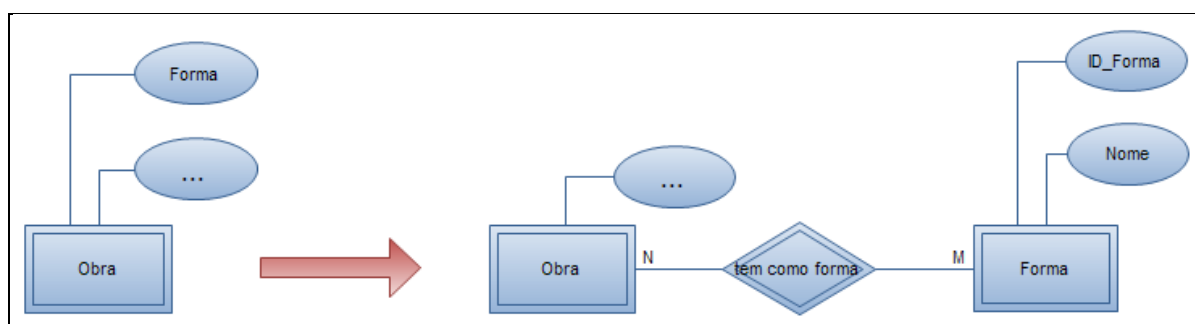 Forma
...
Obra
...
Obra
N
tem como forma
M
ID_Forma
Nome
Forma